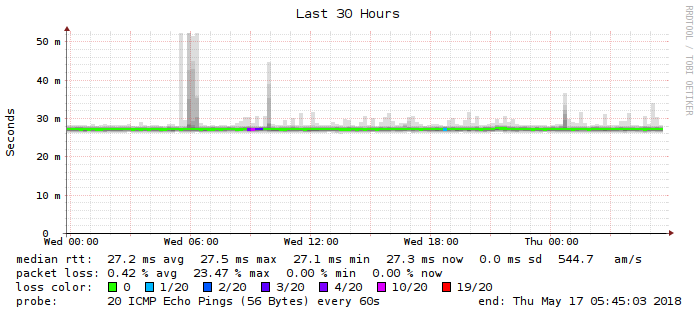 Last 30 Hours
RRDTOOL / TOBI OETIKER
Seconds
50 m
40 m
30 m
20 m
10 m
0
Wed 00:00 Wed 06:00 Wed 12:00 Wed 18:00 Thu 00:00
median rtt: 27.2 ms avg 27.5 ms max 27.1 ms min 27.3 ms now 0.0 ms sd 544.7 am/s
packet loss: 0.42 % avg 23.47 % max 0.00 % min 0.00 % now
loss color: 0 1/20 2/20 3/20 4/20 10/20 19/20
probe: 20 ICMP Echo Pings (56 Bytes) every 60s end: Thu May 17 05:45:03 2018